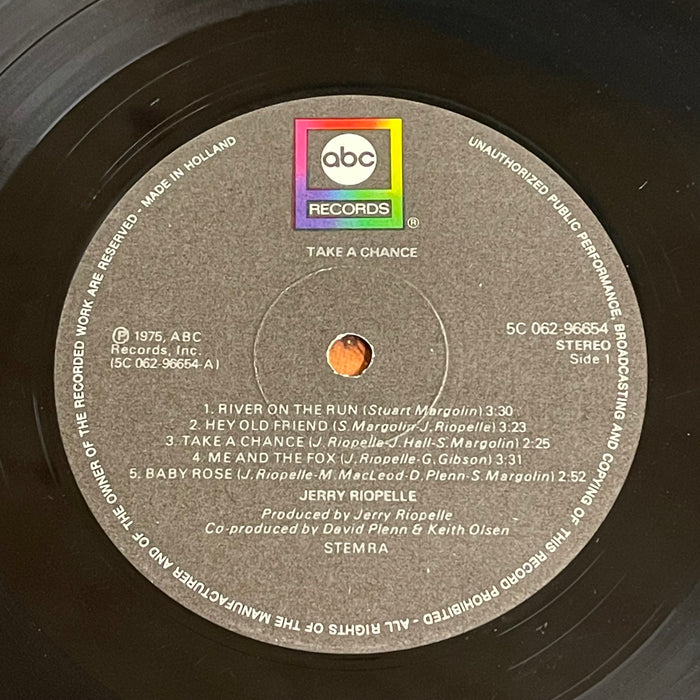 abc
RECORDS
®
TAKE A CHANCE
Ⓟ 1975, ABC
Records, Inc.
(5C 062-96654-A)
5C 062-96654
STEREO
Side 1
1. RIVER ON THE RUN (Stuart Margolin) 3:30
2. HEY OLD FRIEND (S. Margolin-J. Riopelle) 3:23
3. TAKE A CHANCE (J. Riopelle-J. Hall-S. Margolin) 2:25
4. ME AND THE FOX (J. Riopelle-G. Gibson) 3:31
5. BABY ROSE (J. Riopelle-M. MacLeod-D. Plenn-S. Margolin) 2:52
JERRY RIOPELLE
Produced by Jerry Riopelle
Co-produced by David Plenn & Keith Olsen
STEMRA
UNAUTHORIZED PUBLIC PERFORMANCE, BROADCASTING AND COPYING OF THIS RECORD PROHIBITED - ALL RIGHTS OF THE MANUFACTURER AND OF THE OWNER OF THE RECORDED WORK ARE RESERVED - MADE IN HOLLAND